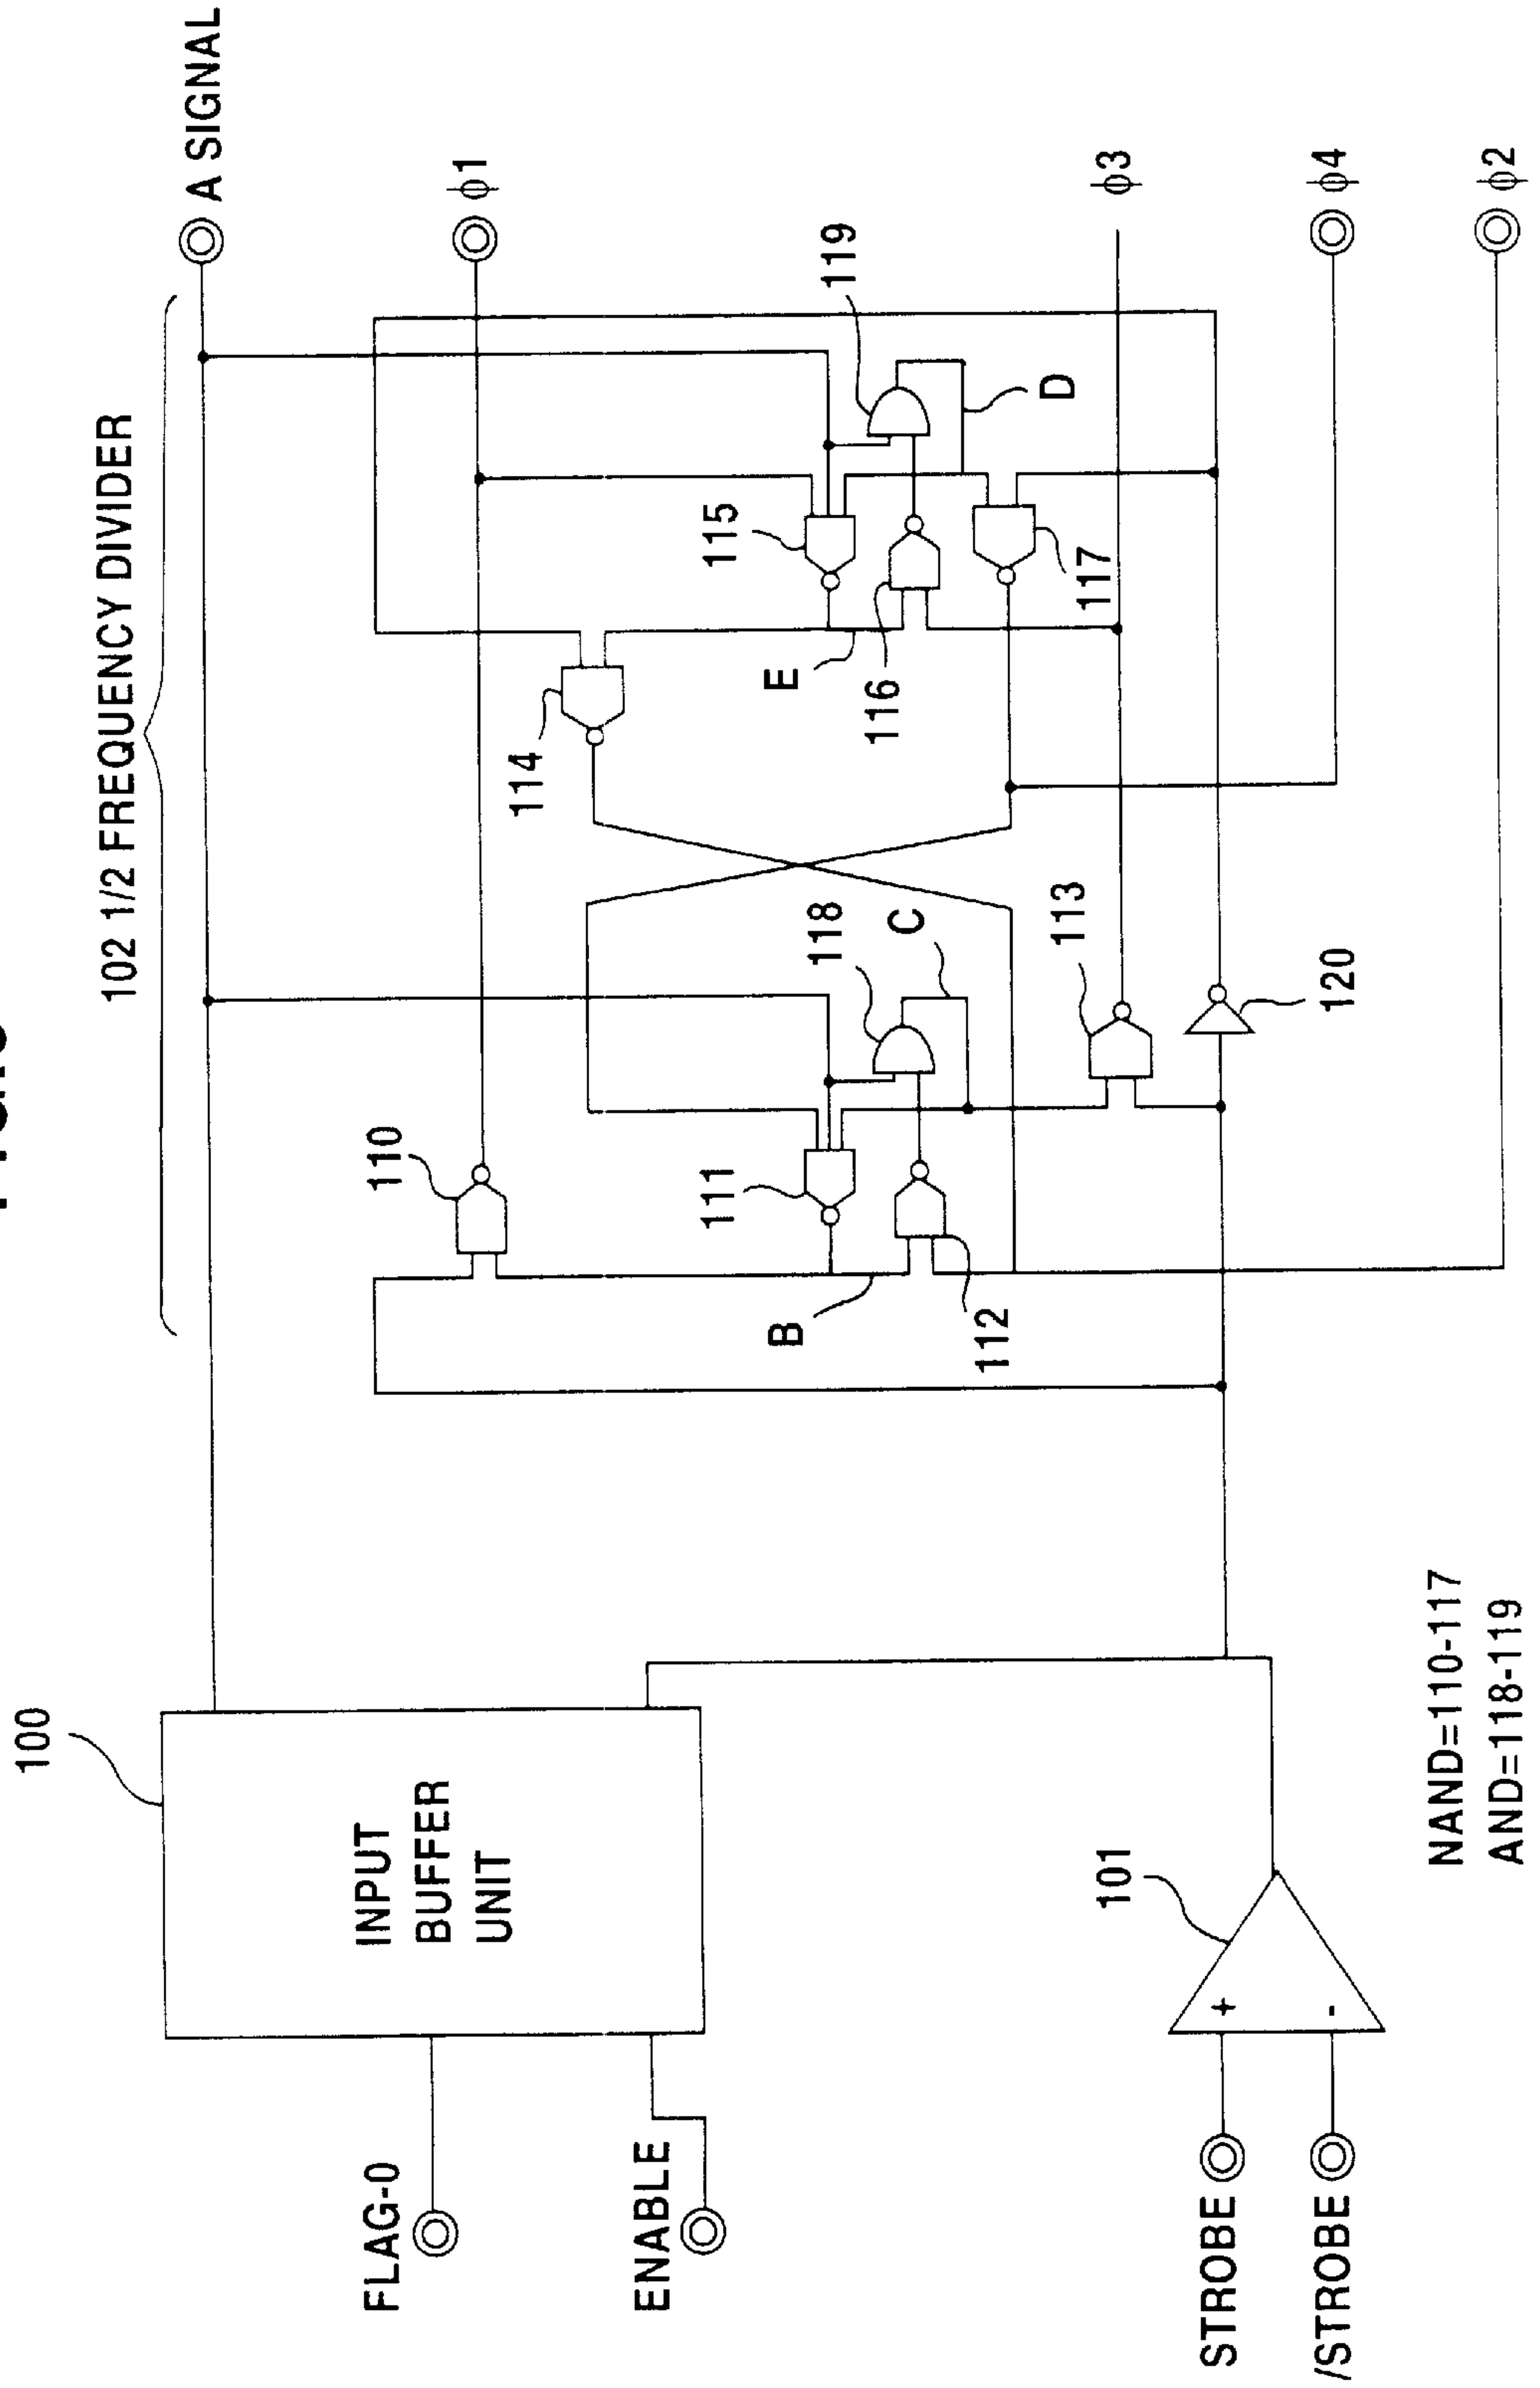 102 1/2 FREQUENCY DIVIDER
A SIGNAL
ϕ1
ϕ3
ϕ4
ϕ2
100
INPUT
BUFFER
UNIT
FLAG-0
ENABLE
101
+
-
STROBE
/STROBE
110
111
112
B
118
C
113
120
114
115
E
116
117
119
D
NAND=110-117
AND=118-119